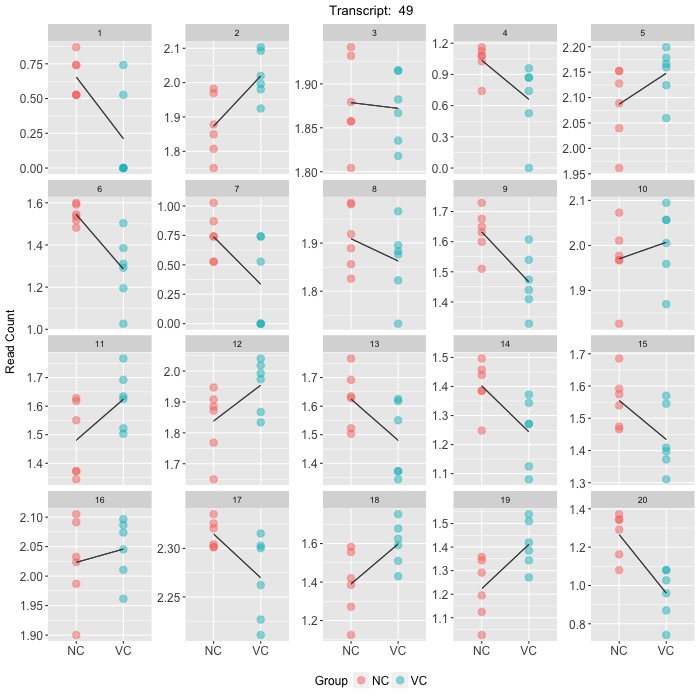 Transcript: 49
1 2 3 4 5
0.75 0.50 0.25 0.00
2.1 2.0 1.9 1.8
1.90 1.85 1.80
1.2 0.9 0.6 0.3 0.0
2.20 2.15 2.10 2.05 2.00 1.95
6 7 8 9 10
1.6 1.4 1.2 1.0
1.00 0.75 0.50 0.25 0.00
1.9 1.8
1.7 1.6 1.5 1.4
2.1 2.0 1.9
Read Count
11 12 13 14 15
1.7 1.6 1.5 1.4
2.0 1.9 1.8 1.7
1.7 1.6 1.5 1.4
1.5 1.4 1.3 1.2 1.1
1.7 1.6 1.5 1.4 1.3
16 17 18 19 20
2.10 2.05 2.00 1.95 1.90
2.30 2.25
1.6 1.4 1.2
1.5 1.4 1.3 1.2 1.1
1.4 1.2 1.0 0.8
NC VC NC VC NC VC NC VC NC VC
Group NC VC